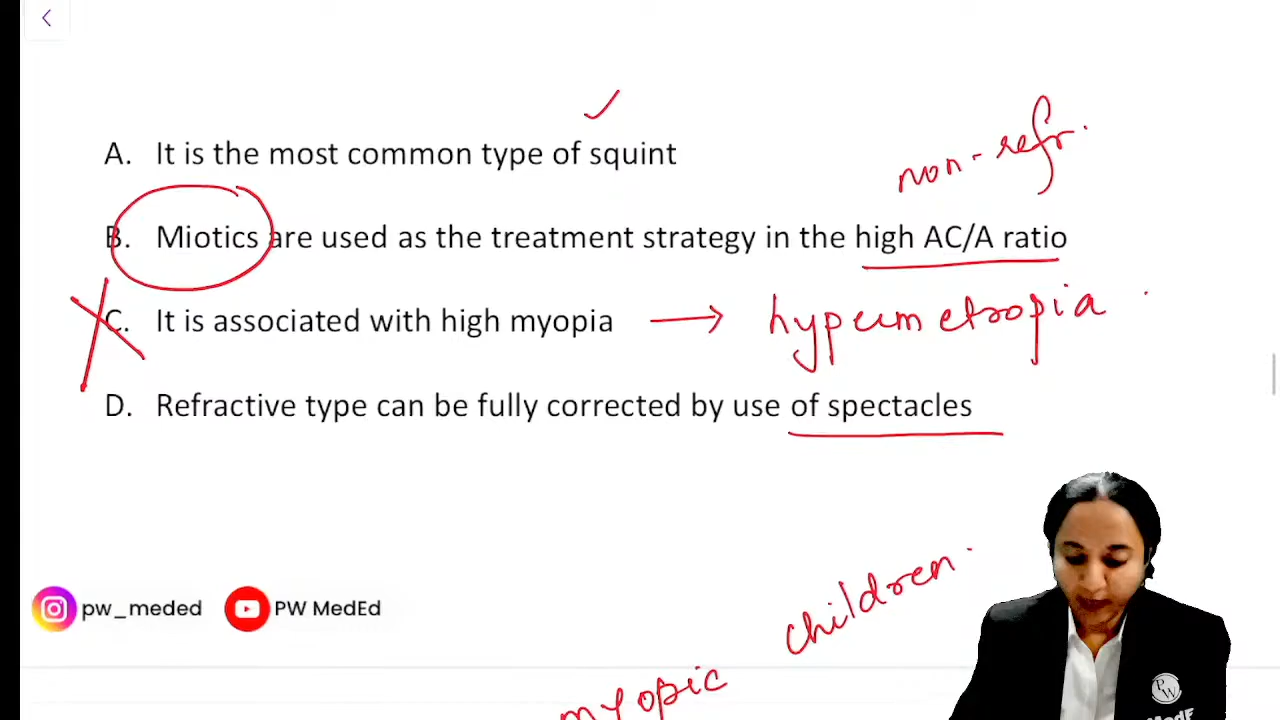 A. It is the most common type of squint
non-refr.
B. Miotics are used as the treatment strategy in the high AC/A ratio
C. It is associated with high myopia → hypermetropia
D. Refractive type can be fully corrected by use of spectacles
pw_meded PW MedEd
children.
myopic
PW